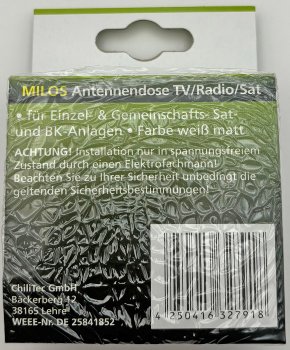 MILOS Antennendose TV/Radio/Sat
• für Einzel- & Gemeinschafts- Sat-
und BK-Anlagen • Farbe weiß matt
ACHTUNG! Installation nur in spannungsfreiem
Zustand durch einen Elektrofachmann!
Beachten Sie zu Ihrer Sicherheit unbedingt die
geltenden Sicherheitsbestimmungen!
ChiliTec GmbH
Bäckerberg 12
38165 Lehre
WEEE-Nr. DE 25841852
4 250416 327918